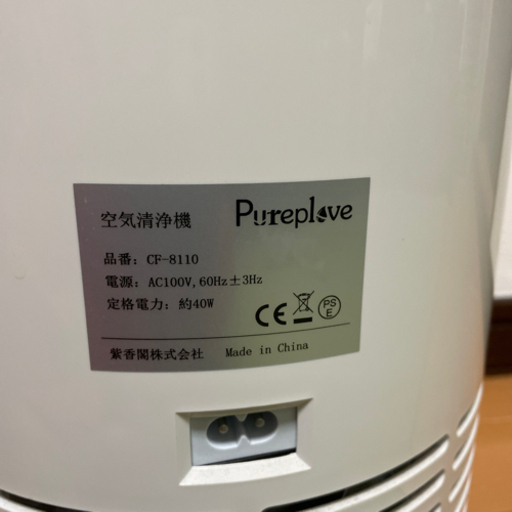 空気清浄機 Pureplove
品番: CF-8110
電源: AC100V,60Hz±3Hz
定格電力: 約40W
CE PSE
紫香閣株式会社 Made in China